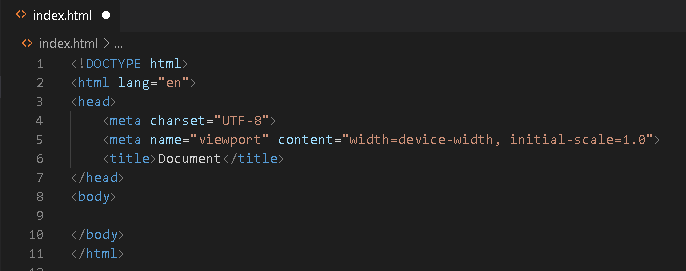 index.html
index.html > ...
1 <!DOCTYPE html>
2 <html lang="en">
3 <head>
4     <meta charset="UTF-8">
5     <meta name="viewport" content="width=device-width, initial-scale=1.0">
6     <title>Document</title>
7 </head>
8 <body>
9
10 </body>
11 </html>
12